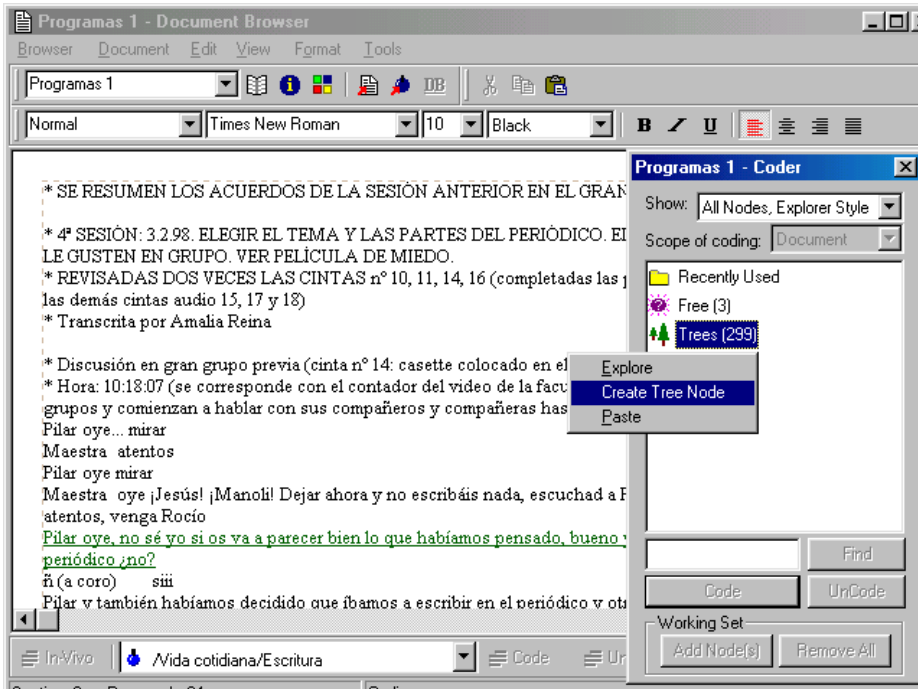 Programas 1 - Document Browser
Browser Document Edit View Format Tools
Programas 1
DB
Normal Times New Roman 10 Black B I U
* SE RESUMEN LOS ACUERDOS DE LA SESIÓN ANTERIOR EN EL GRAN
* 4ª SESIÓN: 3.2.98. ELEGIR EL TEMA Y LAS PARTES DEL PERIÓDICO. EI
LE GUSTEN EN GRUPO. VER PELÍCULA DE MIEDO.
* REVISADAS DOS VECES LAS CINTAS nº 10, 11, 14, 16 (completadas las
las demás cintas audio 15, 17 y 18)
* Transcrita por Amalia Reina
* Discusión en gran grupo previa (cinta nº 14: casette colocado en el
* Hora: 10:18:07 (se corresponde con el contador del video de la facu
grupos y comienzan a hablar con sus compañeros y compañeras has
Pilar oye... mirar
Maestra atentos
Pilar oye mirar
Maestra oye ¡Jesús! ¡Manoli! Dejar ahora y no escribáis nada, escuchad a
atentos, venga Rocío
Pilar oye, no sé yo si os va a parecer bien lo que habíamos pensado, bueno
periódico ¿no?
ñ (a coro) siii
Pilar y también habíamos decidido que íbamos a escribir en el periódico y
In-Vivo /Vida cotidiana/Escritura Code Un
Programas 1 - Coder
Show: All Nodes, Explorer Style
Scope of coding: Document
Recently Used
Free (3)
Trees (299)
Explore
Create Tree Node
Paste
Find
Code UnCode
Working Set
Add Node(s) Remove All